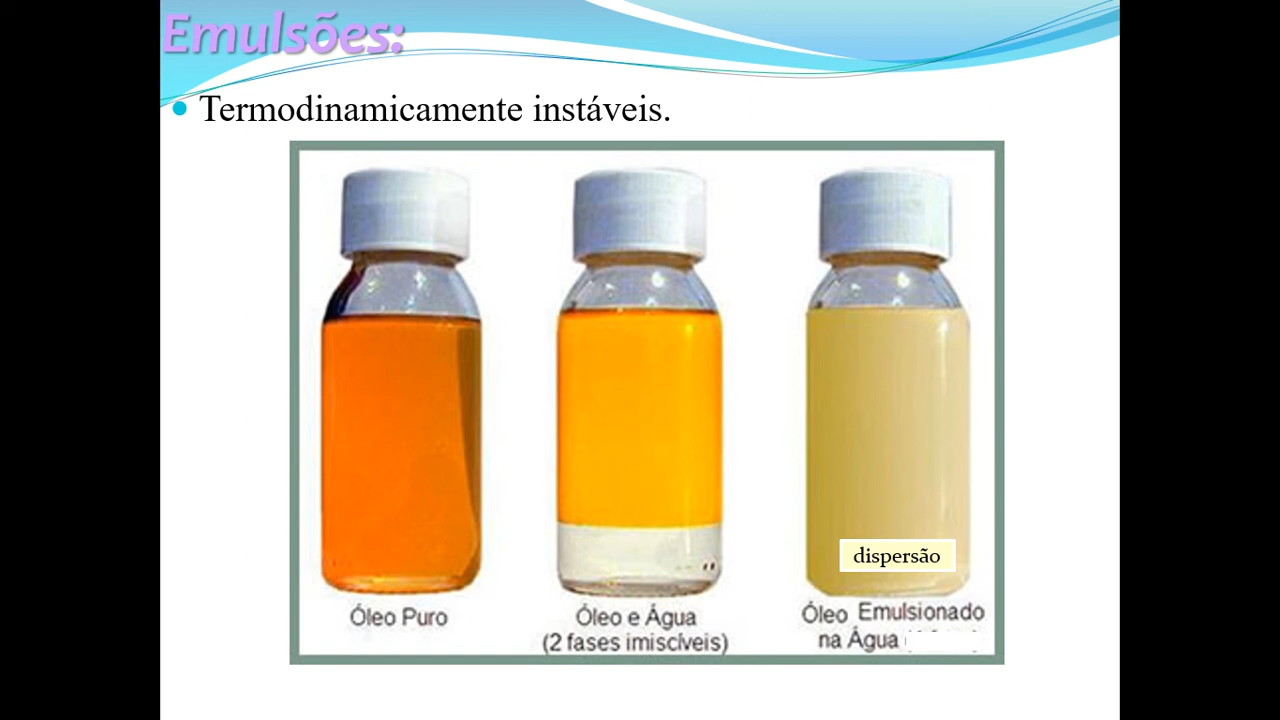 Emulsões:
Termodinamicamente instáveis.
dispersão
Óleo Puro
Óleo e Água
(2 fases imiscíveis)
Óleo Emulsionado
na Água